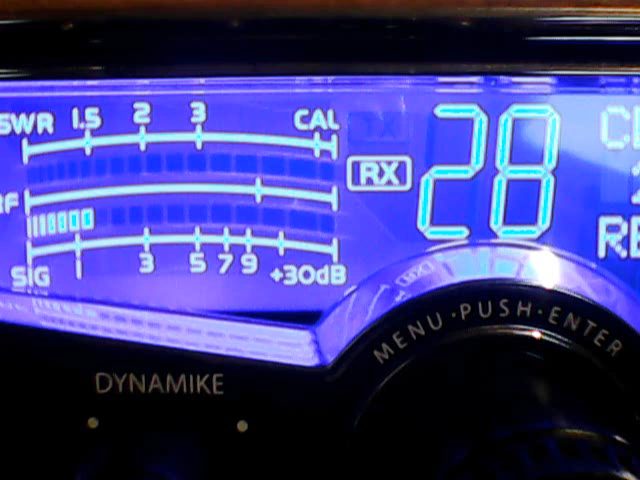 SWR 1.5 2 3 CAL
RX
28
RF
SIG 1 3 5 7 9 +30dB
MENU·PUSH·ENTER
DYNAMIKE